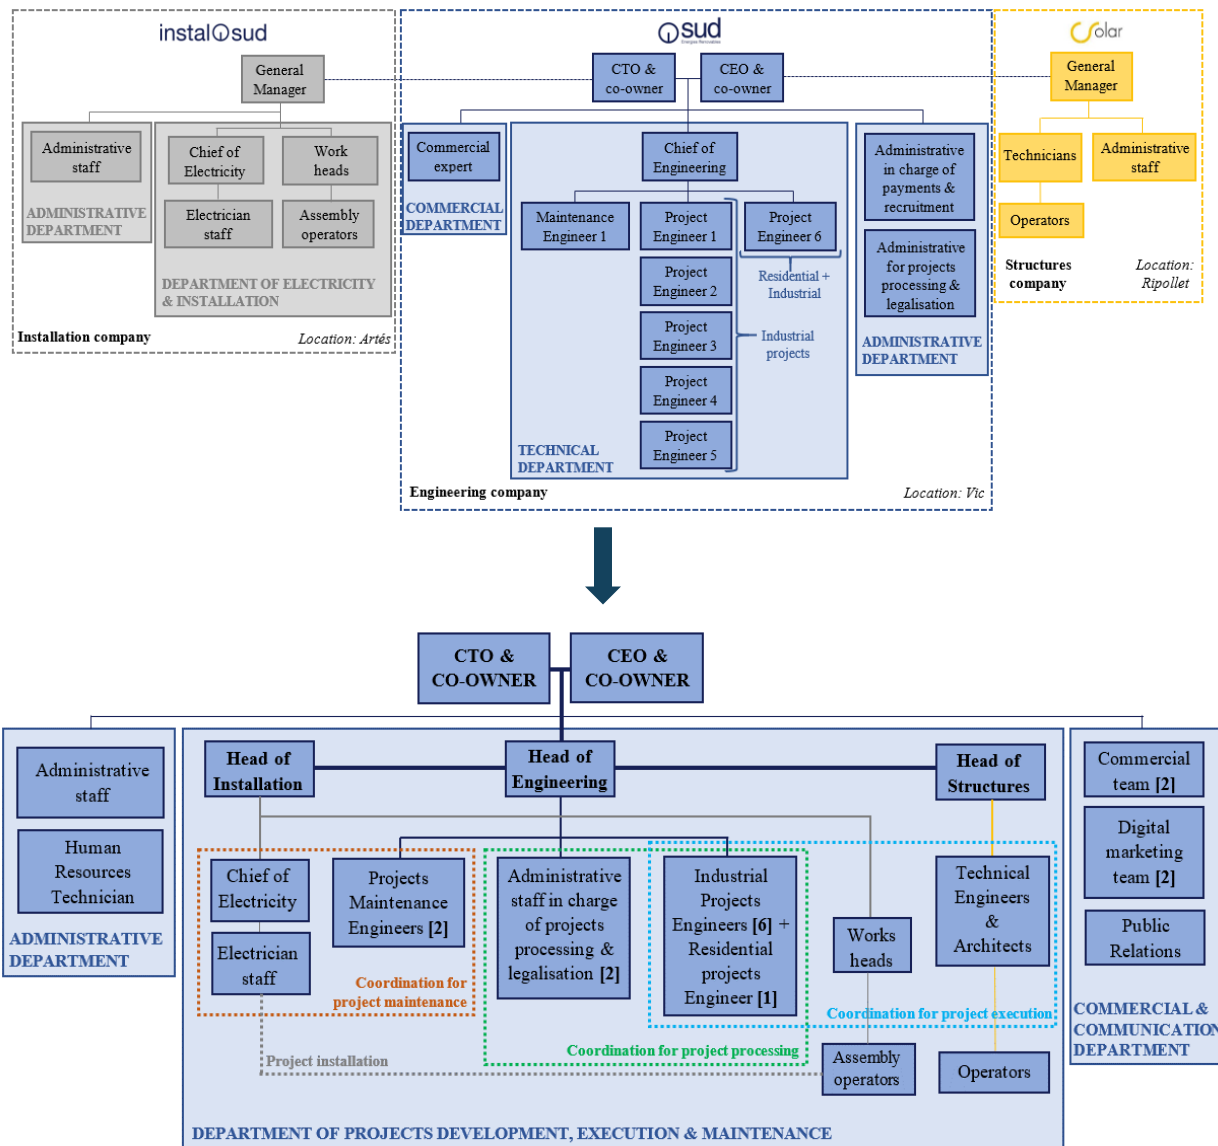 instalsud
General
Manager
Administrative
staff
ADMINISTRATIVE
DEPARTMENT
Chief of
Electricity
Work
heads
Electrician
staff
Assembly
operators
DEPARTMENT OF ELECTRICITY
& INSTALLATION
Installation company
Location: Artés
sud
Energies Renovables
CTO &
co-owner
CEO &
co-owner
Commercial
expert
COMMERCIAL
DEPARTMENT
Chief of
Engineering
Maintenance
Engineer 1
Project
Engineer 1
Project
Engineer 6
Residential +
Industrial
Project
Engineer 2
Project
Engineer 3
Industrial
projects
Project
Engineer 4
Project
Engineer 5
TECHNICAL
DEPARTMENT
Administrative
in charge of
payments &
recruitment
Administrative
for projects
processing &
legalisation
ADMINISTRATIVE
DEPARTMENT
Engineering company
Location: Vic
Solar
General
Manager
Technicians
Administrative
staff
Operators
Structures
company
Location:
Ripollet
CTO &
CO-OWNER
CEO &
CO-OWNER
Administrative
staff
Human
Resources
Technician
ADMINISTRATIVE
DEPARTMENT
Head of
Installation
Head of
Engineering
Head of
Structures
Chief of
Electricity
Electrician
staff
Projects
Maintenance
Engineers [2]
Coordination for
project maintenance
Administrative
staff in charge
of projects
processing &
legalisation [2]
Industrial
Projects
Engineers [6] +
Residential
projects
Engineer [1]
Coordination for project processing
Works
heads
Technical
Engineers
&
Architects
Coordination for project execution
Project installation
Assembly
operators
Operators
DEPARTMENT OF PROJECTS DEVELOPMENT, EXECUTION & MAINTENANCE
Commercial
team [2]
Digital
marketing
team [2]
Public
Relations
COMMERCIAL &
COMMUNICATION
DEPARTMENT